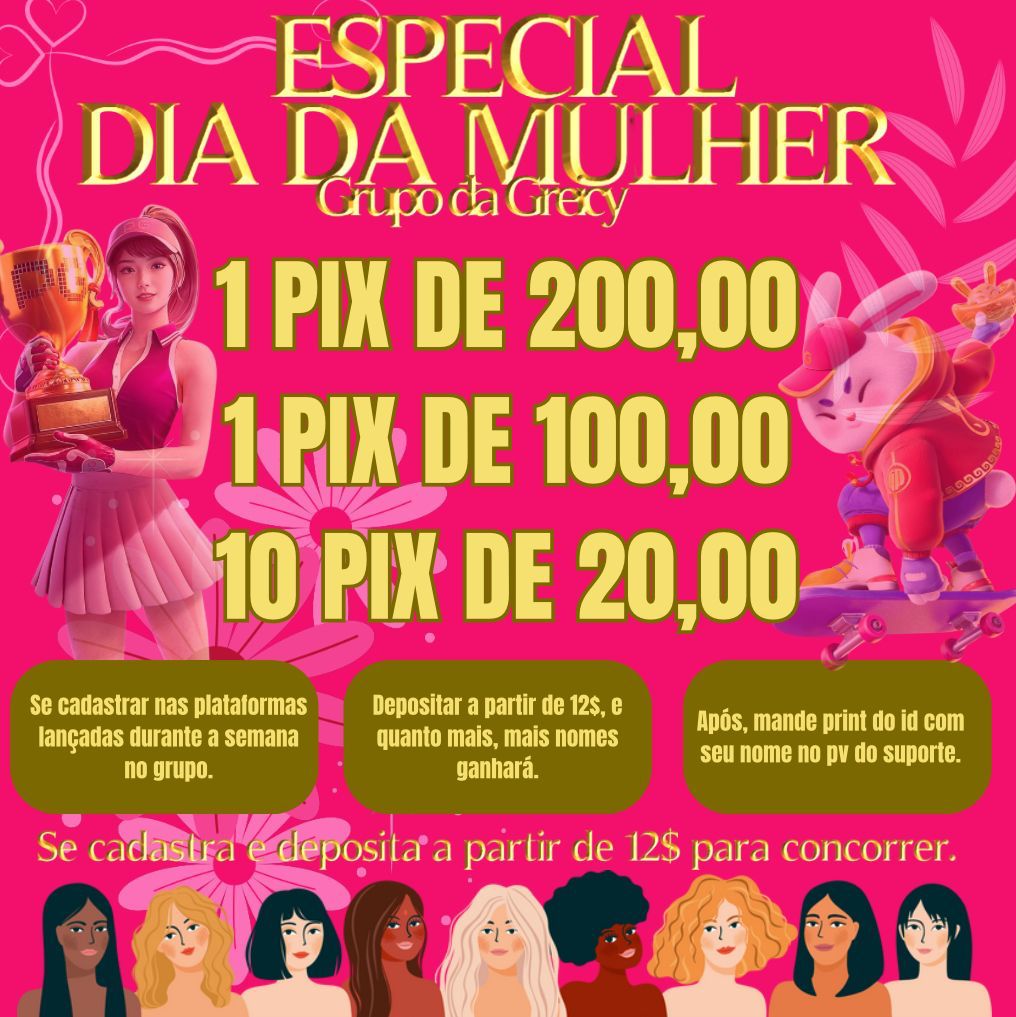 ESPECIAL
DIA DA MULHER
Grupo da Greicy
1 PIX DE 200,00
1 PIX DE 100,00
10 PIX DE 20,00
Se cadastrar nas plataformas
lançadas durante a semana
no grupo.
Depositar a partir de 12$, e
quanto mais, mais nomes
ganhará.
Após, mande print do id com
seu nome no pv do suporte.
Se cadastra e deposita a partir de 12$ para concorrer.